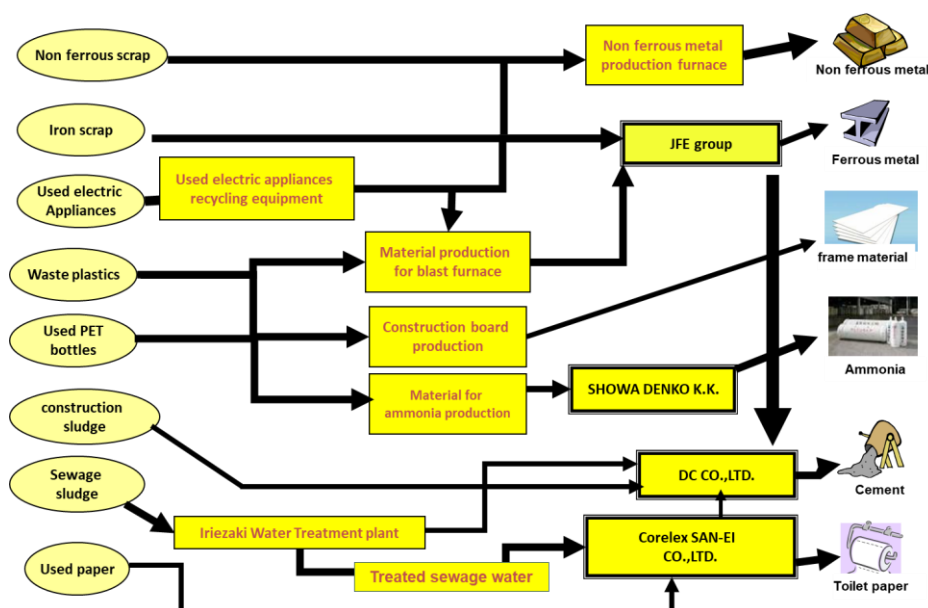 Non ferrous scrap
Non ferrous metal
production furnace
Non ferrous metal
Iron scrap
JFE group
Ferrous metal
Used electric
Appliances
Used electric appliances
recycling equipment
Waste plastics
Material production
for blast furnace
frame material
Used PET
bottles
Construction board
production
Material for
ammonia production
SHOWA DENKO K.K.
Ammonia
construction
sludge
Sewage
sludge
DC CO.,LTD.
Cement
Iriezaki Water Treatment plant
Corelex SAN-EI
CO.,LTD.
Used paper
Treated sewage water
Toilet paper